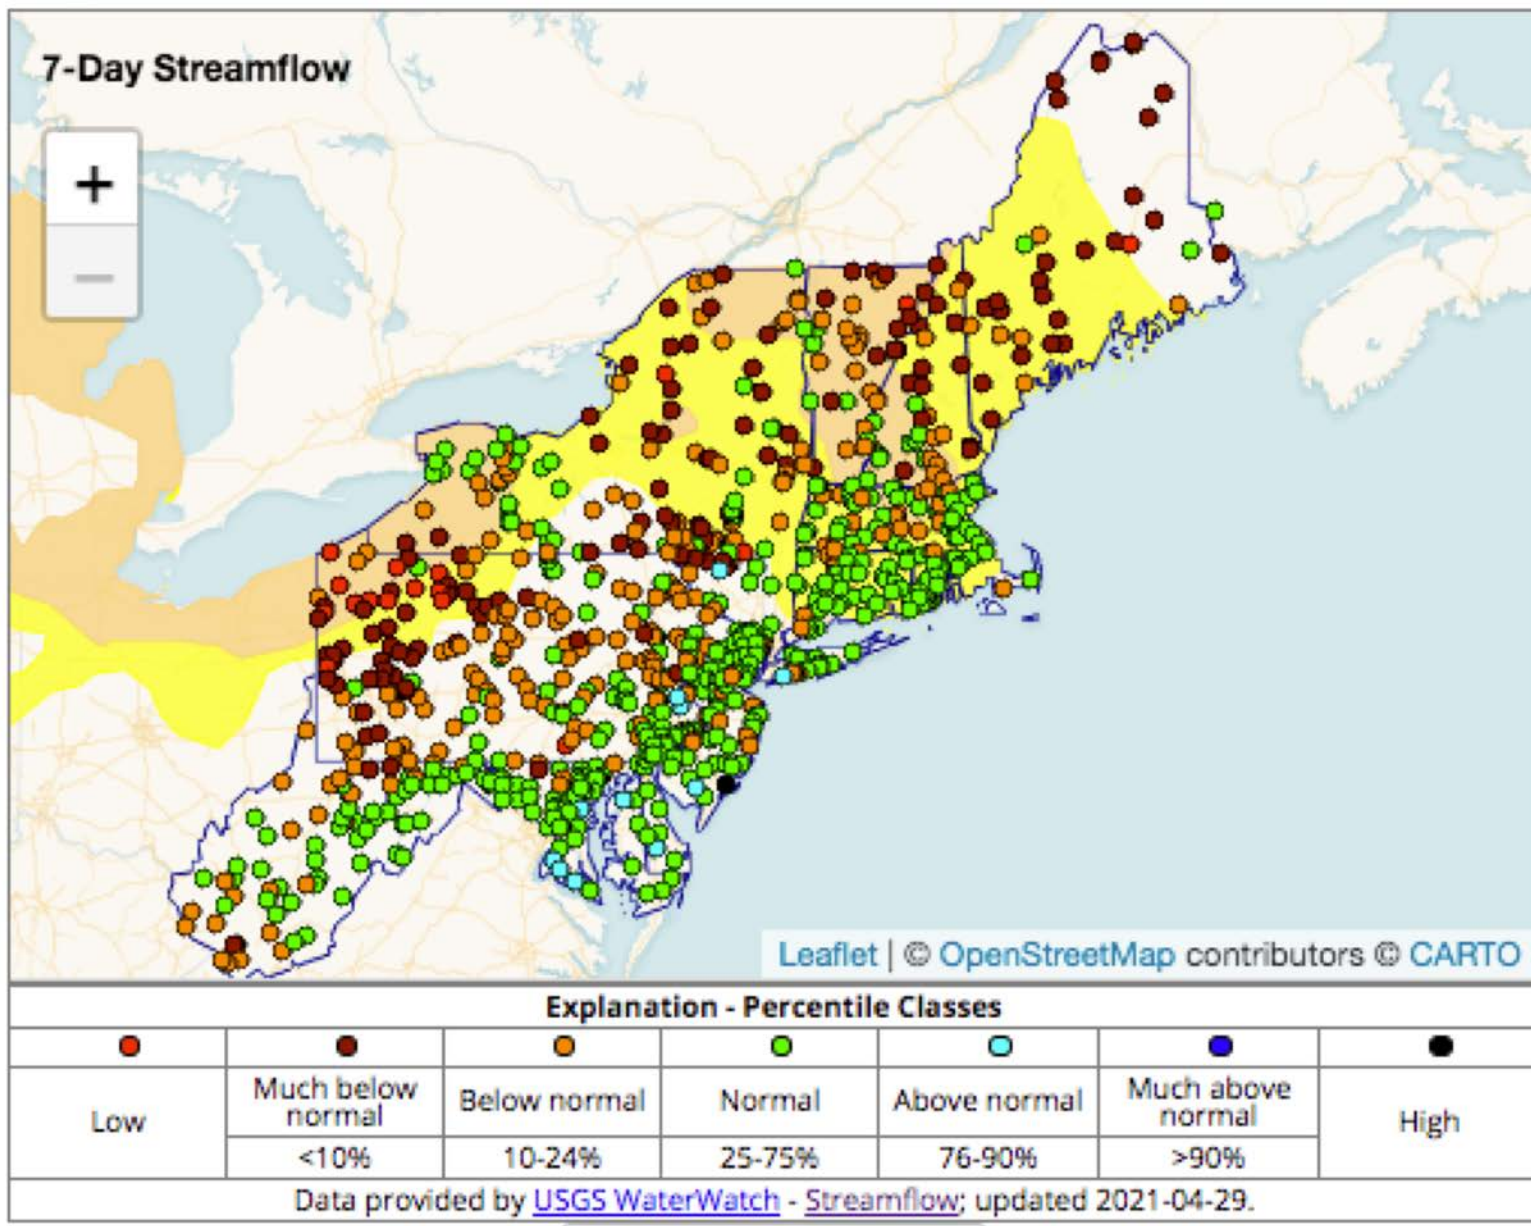 7-Day Streamflow
+
−
Leaflet | © OpenStreetMap contributors © CARTO
Explanation - Percentile Classes
Low
Much below normal
Below normal
Normal
Above normal
Much above normal
High
<10%
10-24%
25-75%
76-90%
>90%
Data provided by USGS WaterWatch - Streamflow; updated 2021-04-29.